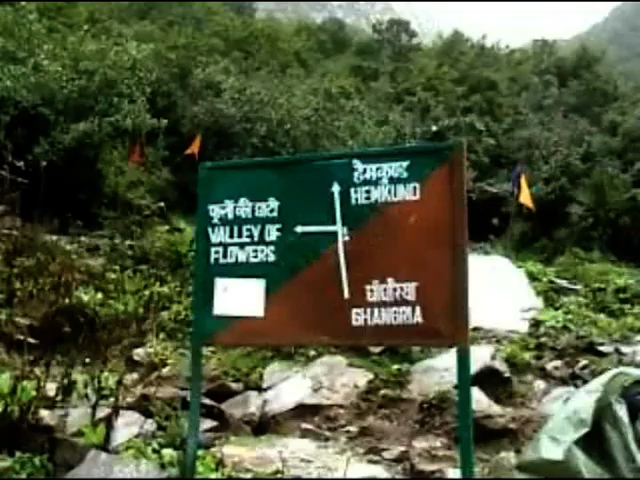 हेमकुण्ड
HEMKUND
फूलों की घाटी
VALLEY OF
FLOWERS
घाँघरिया
GHANGRIA